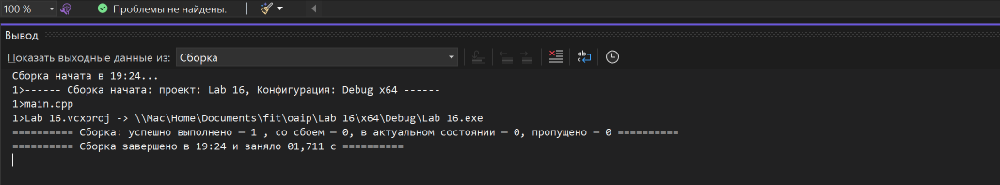 100 %
Проблемы не найдены.
Вывод
Показать выходные данные из: Сборка
Сборка начата в 19:24...
1>------ Сборка начата: проект: Lab 16, Конфигурация: Debug x64 ------
1>main.cpp
1>Lab 16.vcxproj -> \\Mac\Home\Documents\fit\oaip\Lab 16\x64\Debug\Lab 16.exe
========== Сборка: успешно выполнено — 1 , со сбоем — 0, в актуальном состоянии — 0, пропущено — 0 ==========
========== Сборка завершено в 19:24 и заняло 01,711 с ==========